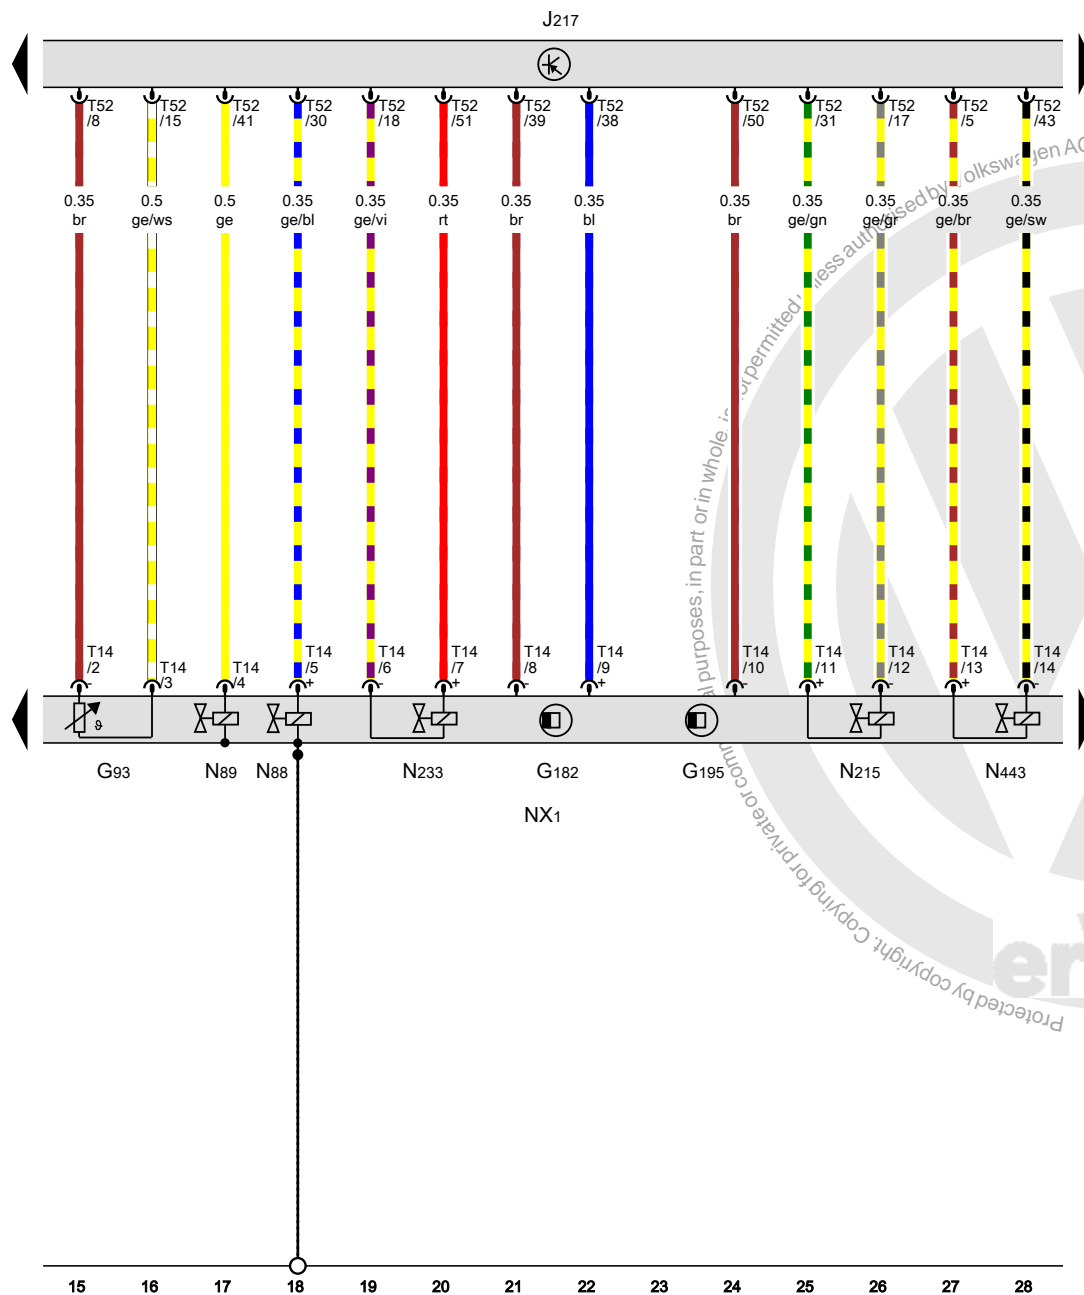 J217
T52 T52 T52 T52 T52 T52 T52 T52 T52 T52 T52 T52 T52
/8 /15 /41 /30 /18 /51 /39 /38 /50 /31 /17 /5 /43
0.35 0.5 0.5 0.35 0.35 0.35 0.35 0.35 0.35 0.35 0.35 0.35 0.35
br ge/ws ge ge/bl ge/vi rt br bl br ge/gn ge/gr ge/br ge/sw
T14 T14 T14 T14 T14 T14 T14 T14 T14 T14 T14 T14 T14
/2 /3 /4 /5 /6 /7 /8 /9 /10 /11 /12 /13 /14
- + - + - + - + - + -
ϑ
G93 N89 N88 N233 G182 G195 N215 N443
NX1
15 16 17 18 19 20 21 22 23 24 25 26 27 28
Protected by copyright. Copying for private or comm al purposes, in part or in whole, is not permitted ess authorised by Volkswagen AG
er